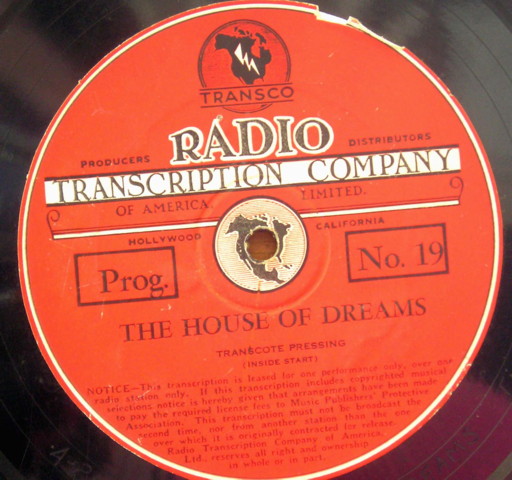 TRANSCO
RADIO
PRODUCERS
DISTRIBUTORS
TRANSCRIPTION COMPANY
OF AMERICA, LIMITED.
HOLLYWOOD CALIFORNIA
Prog. No. 19
THE HOUSE OF DREAMS
TRANSCOTE PRESSING
(INSIDE START)
NOTICE—This transcription is leased for one performance only, over one
radio station only. If this transcription includes copyrighted musical
selections notice is hereby given that arrangements have been made
to pay the required license fees to Music Publishers' Protective
Association. This transcription must not be broadcast the
second time, nor from another station than the one
over which it is originally contracted for release.
Radio Transcription Company of America,
Ltd., reserves all right and ownership
in whole or in part.